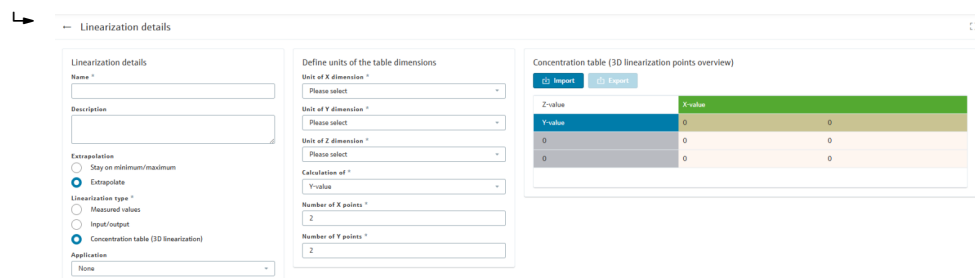 ← Linearization details
Linearization details
Name *
Description
Extrapolation
Stay on minimum/maximum
Extrapolate
Linearization type *
Measured values
Input/output
Concentration table (3D linearization)
Application
None
Define units of the table dimensions
Unit of X dimension *
Please select
Unit of Y dimension *
Please select
Unit of Z dimension *
Please select
Calculation of *
Y-value
Number of X points *
2
Number of Y points *
2
Concentration table (3D linearization points overview)
Import Export
Z-value X-value
Y-value 0 0
0 0 0
0 0 0